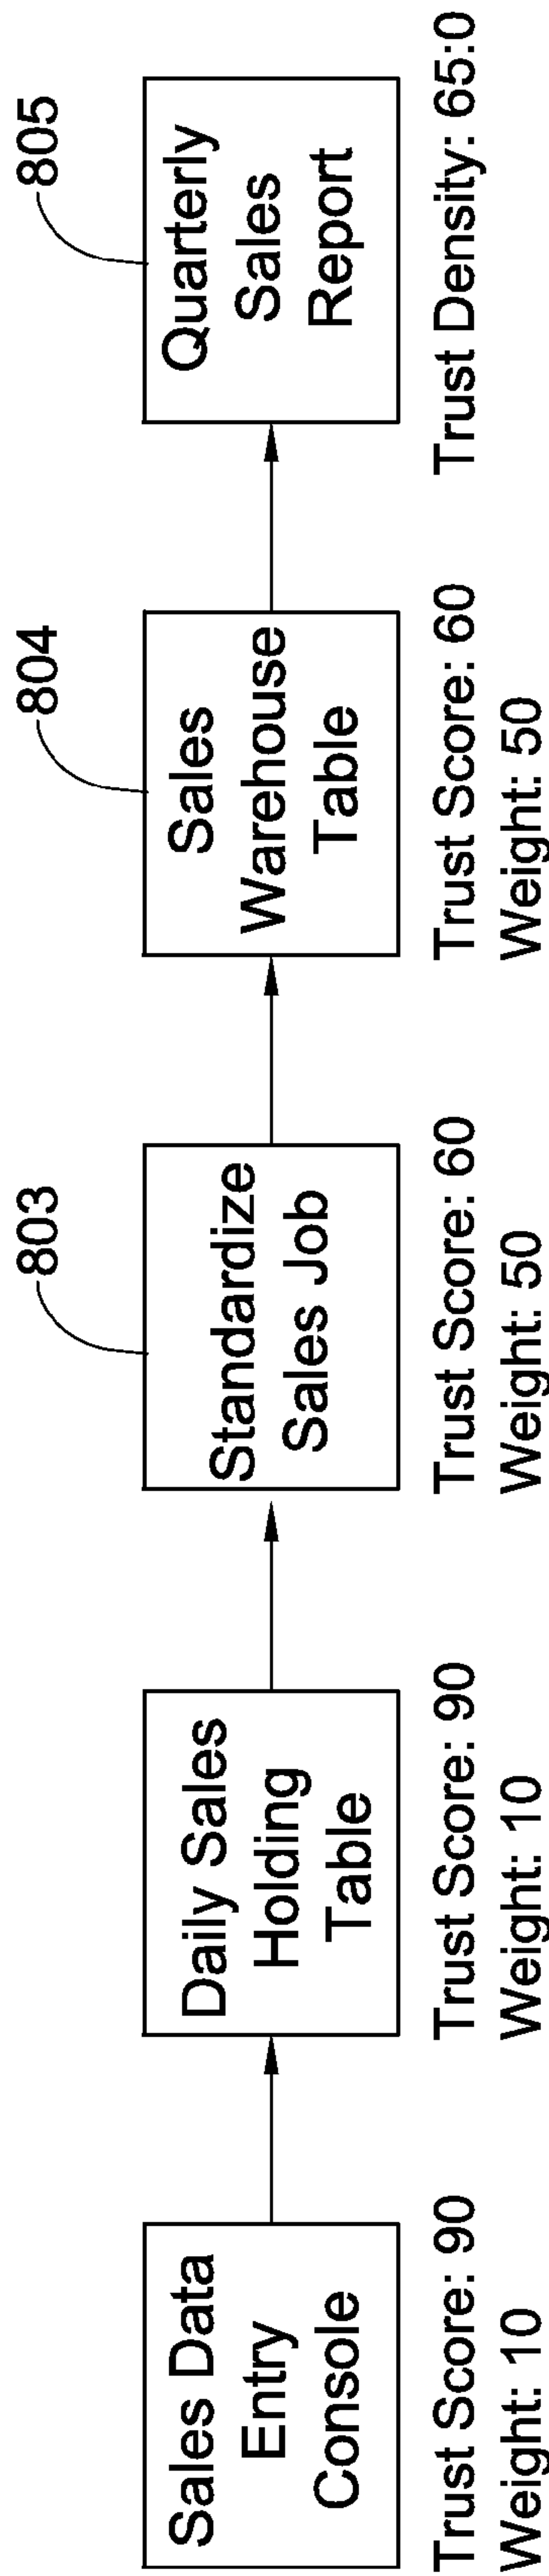 Sales Data
Entry
Console
Trust Score: 90
Weight: 10
Daily Sales
Holding
Table
Trust Score: 90
Weight: 10
803
Standardize
Sales Job
Trust Score: 60
Weight: 50
804
Sales
Warehouse
Table
Trust Score: 60
Weight: 50
805
Quarterly
Sales
Report
Trust Density: 65:0